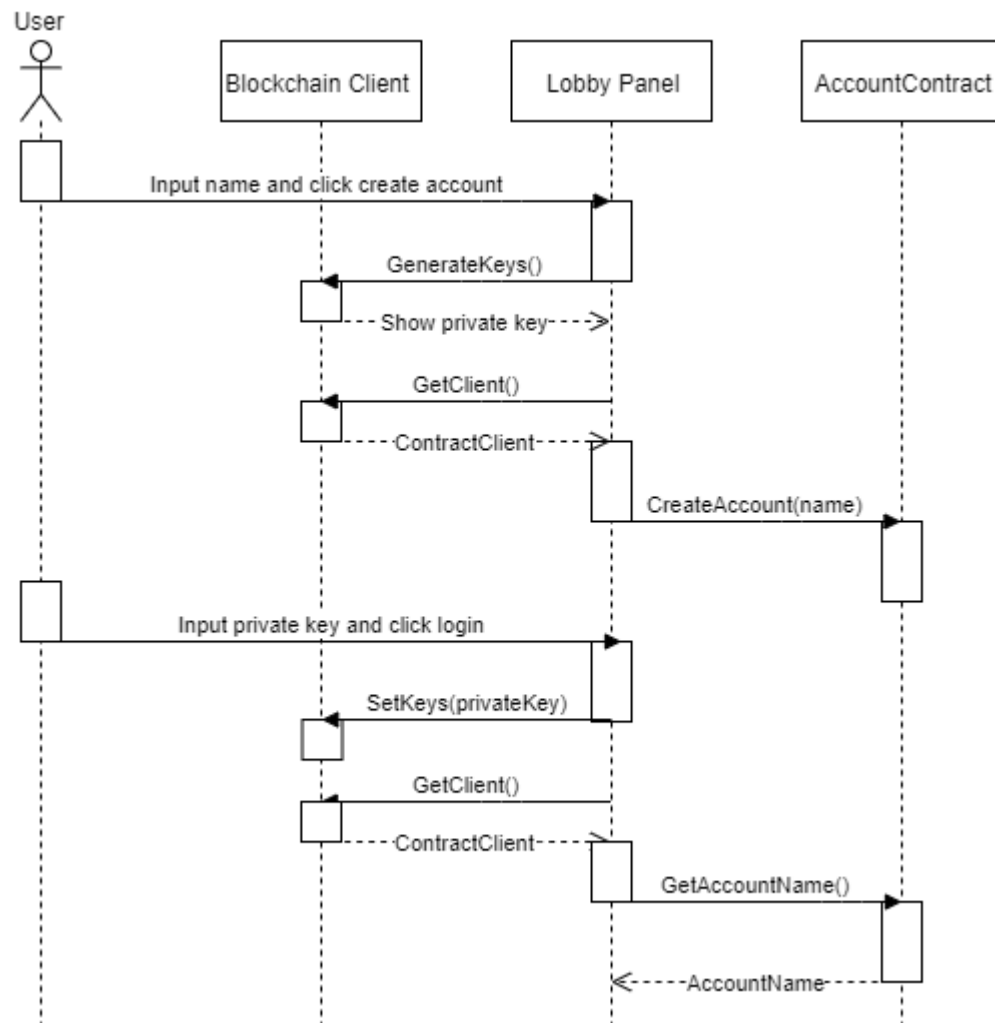 User
Blockchain Client
Lobby Panel
AccountContract
Input name and click create account
GenerateKeys()
Show private key
GetClient()
ContractClient
CreateAccount(name)
Input private key and click login
SetKeys(privateKey)
GetClient()
ContractClient
GetAccountName()
AccountName